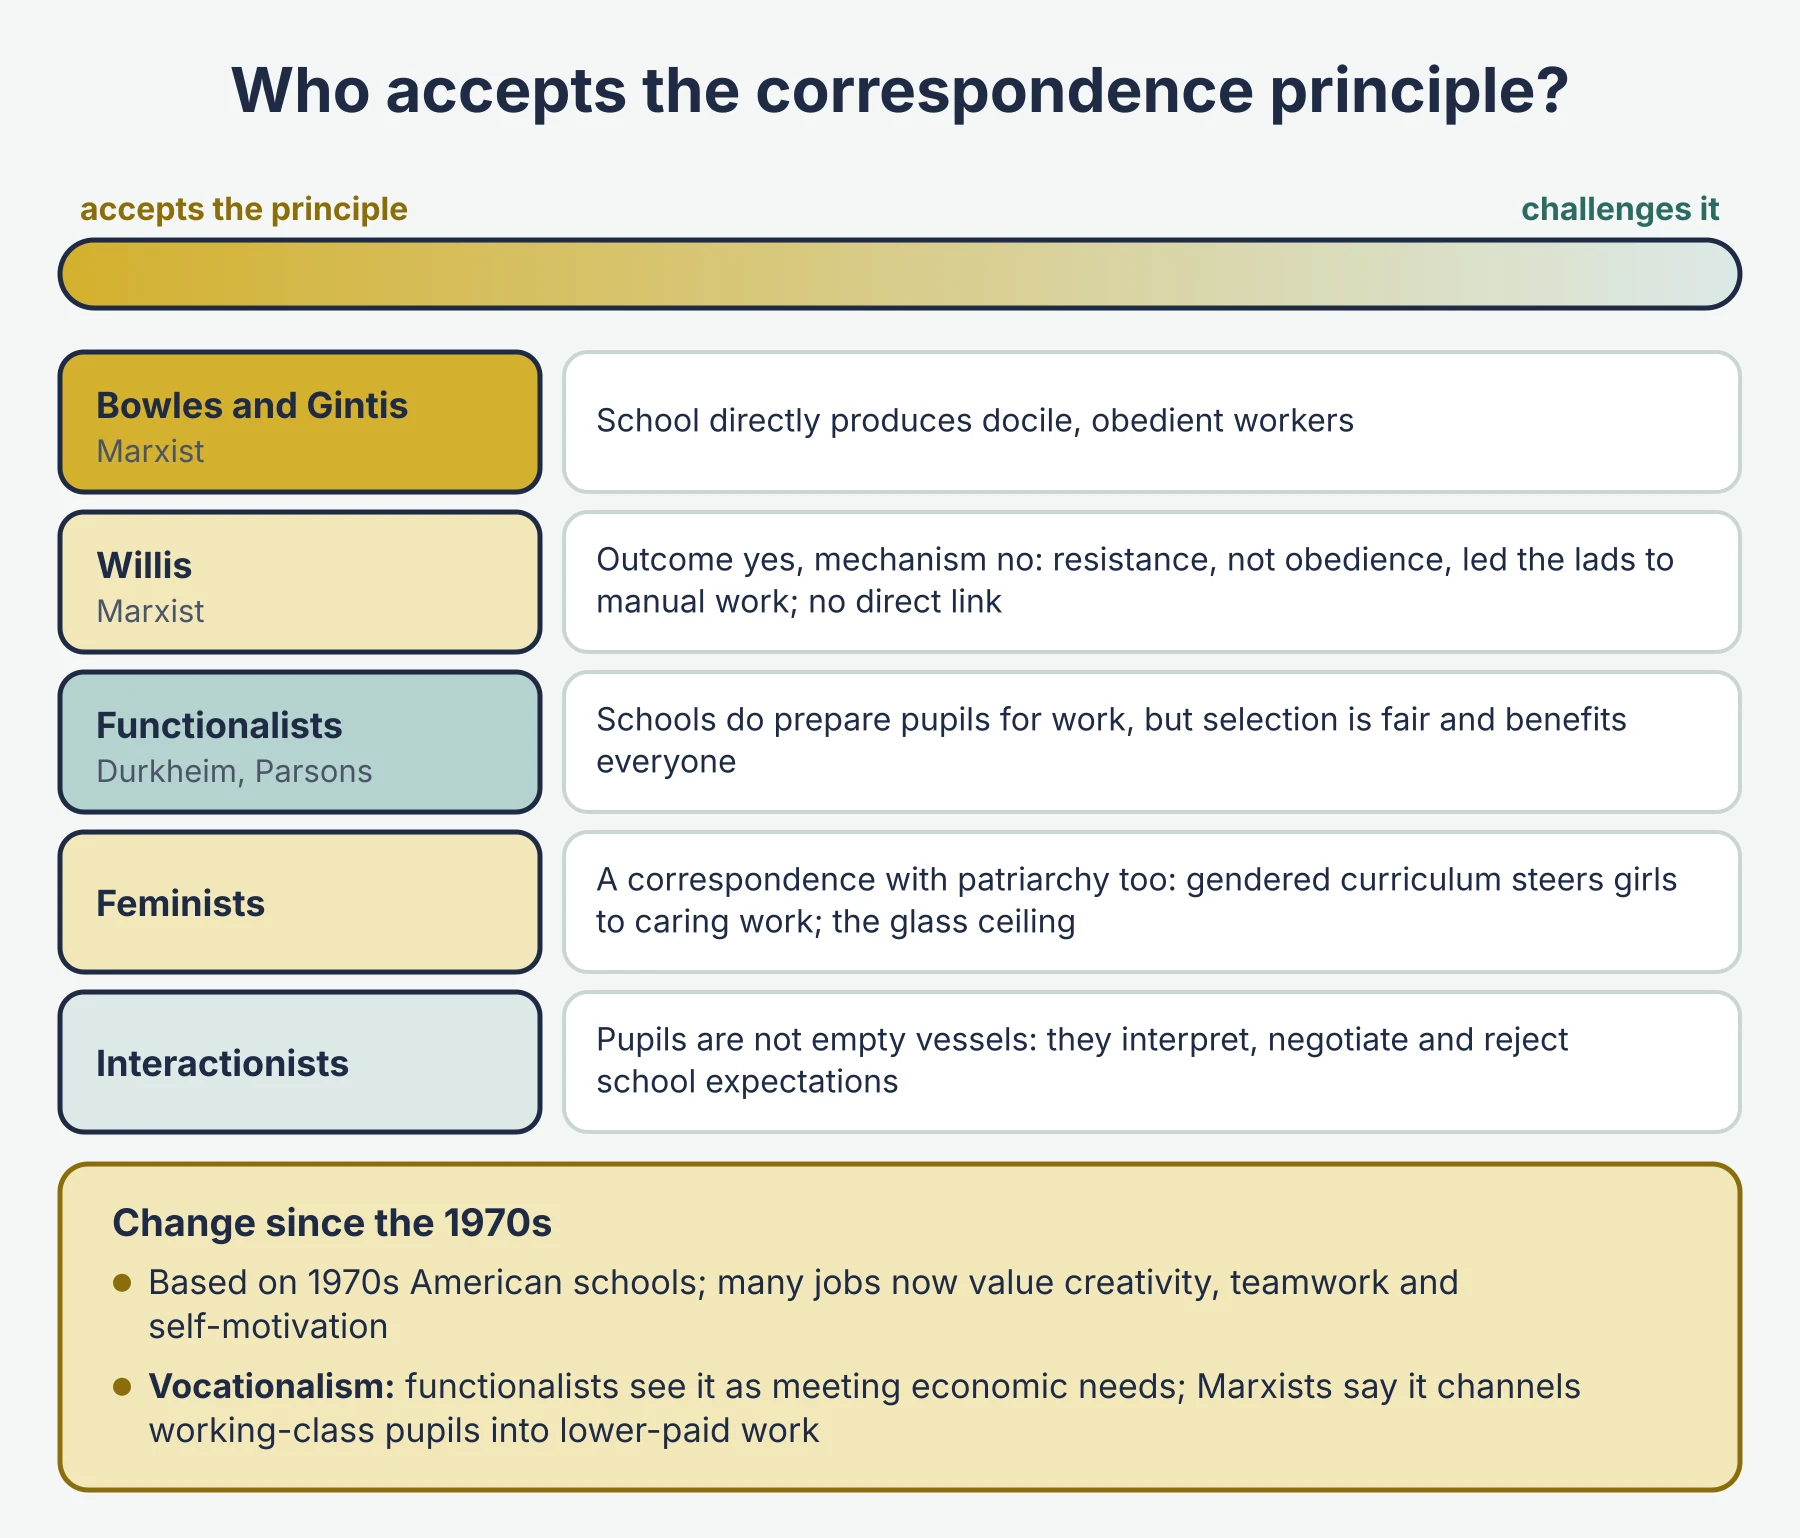 Who accepts the correspondence principle?
accepts the principle
challenges it
Bowles and Gintis
Marxist
School directly produces docile, obedient workers
Willis
Marxist
Outcome yes, mechanism no: resistance, not obedience, led the lads to
manual work; no direct link
Functionalists
Durkheim, Parsons
Schools do prepare pupils for work, but selection is fair and benefits
everyone
Feminists
A correspondence with patriarchy too: gendered curriculum steers girls
to caring work; the glass ceiling
Interactionists
Pupils are not empty vessels: they interpret, negotiate and reject
school expectations
Change since the 1970s
Based on 1970s American schools; many jobs now value creativity, teamwork and
self-motivation
Vocationalism: functionalists see it as meeting economic needs; Marxists say it channels
working-class pupils into lower-paid work